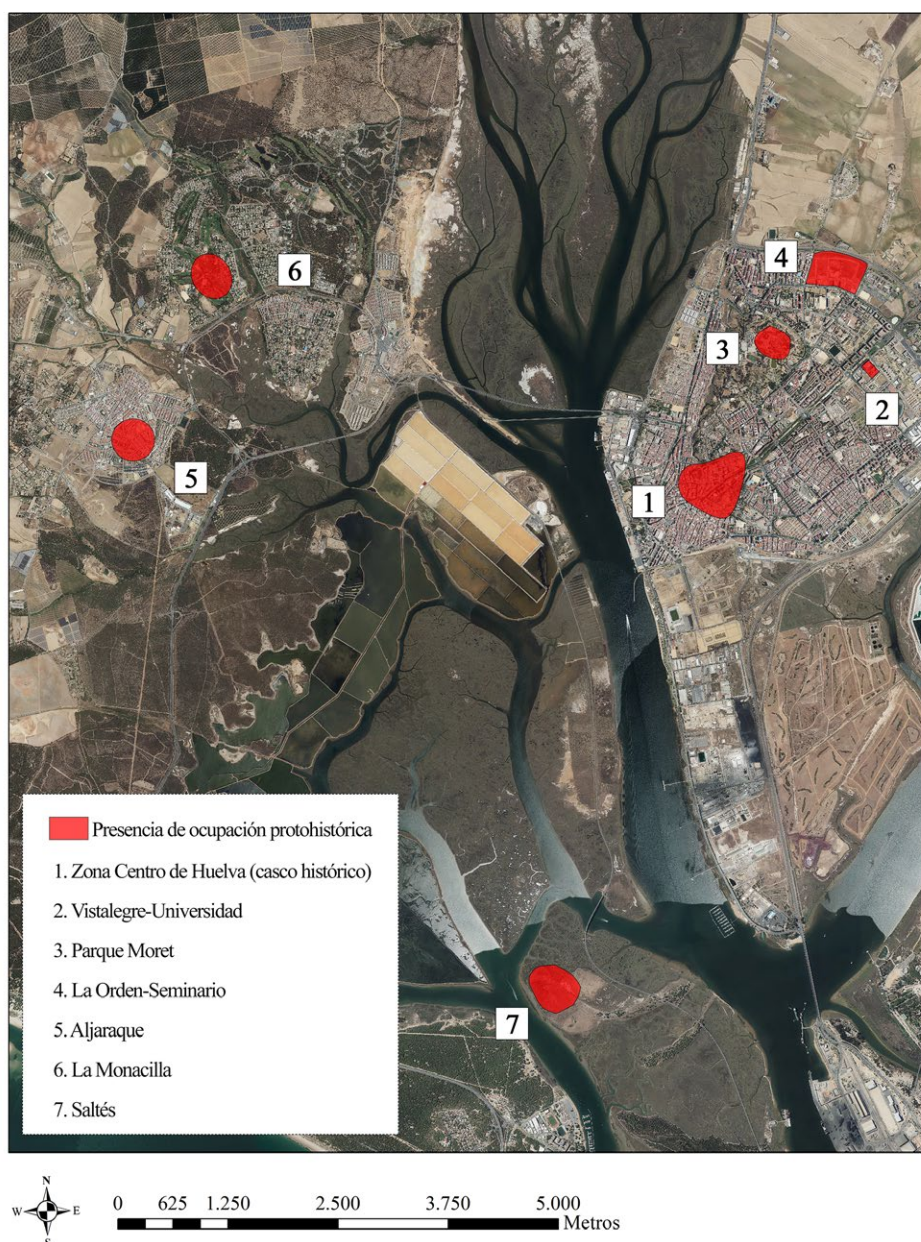 6
4
3
2
5
1
7
Presencia de ocupación protohistórica
1. Zona Centro de Huelva (casco histórico)
2. Vistalegre-Universidad
3. Parque Moret
4. La Orden-Seminario
5. Aljaraque
6. La Monacilla
7. Saltés
N
W E
S
0 625 1.250 2.500 3.750 5.000
Metros